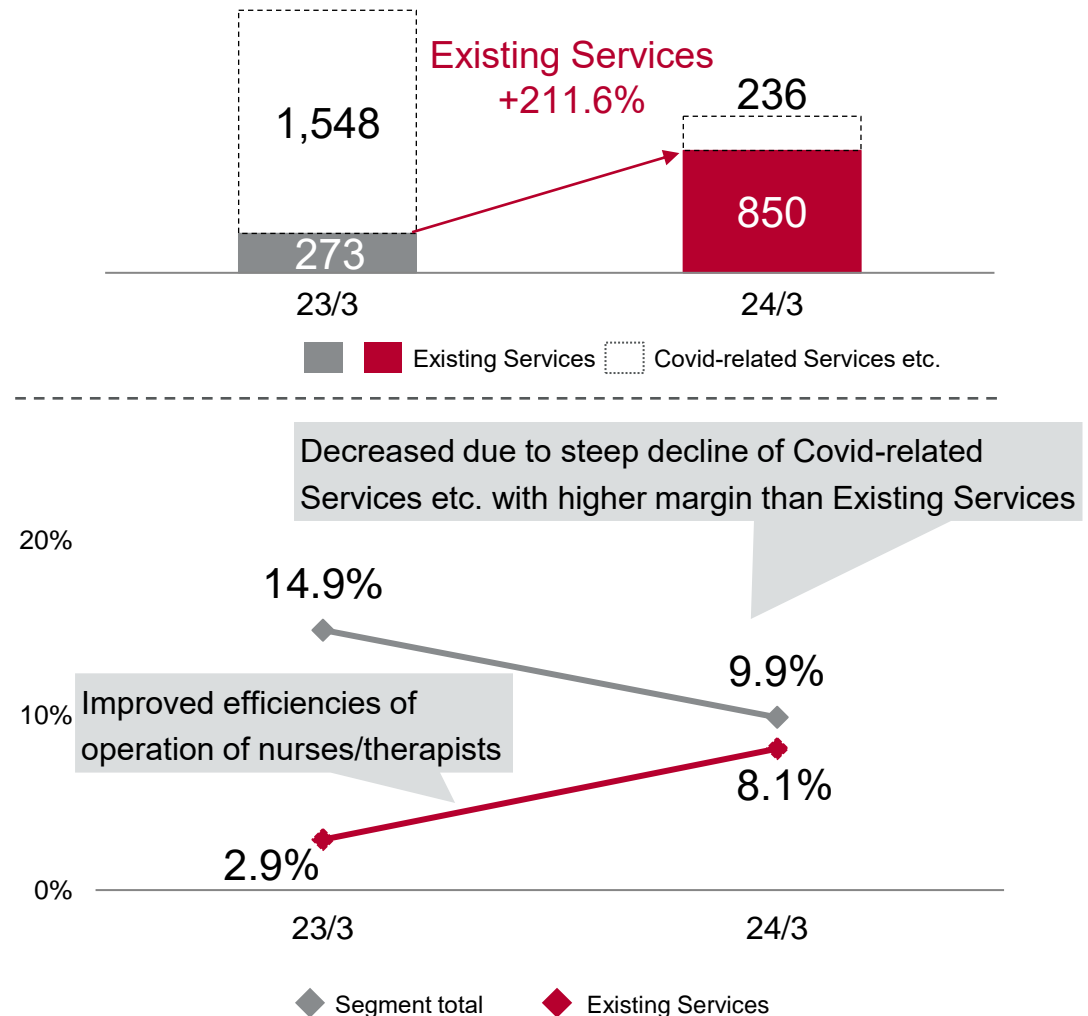 Existing Services
+211.6%
1,548
236
273
850
23/3
24/3
Existing Services
Covid-related Services etc.
Decreased due to steep decline of Covid-related
Services etc. with higher margin than Existing Services
20%
14.9%
9.9%
10%
Improved efficiencies of
operation of nurses/therapists
8.1%
2.9%
0%
23/3
24/3
Segment total
Existing Services